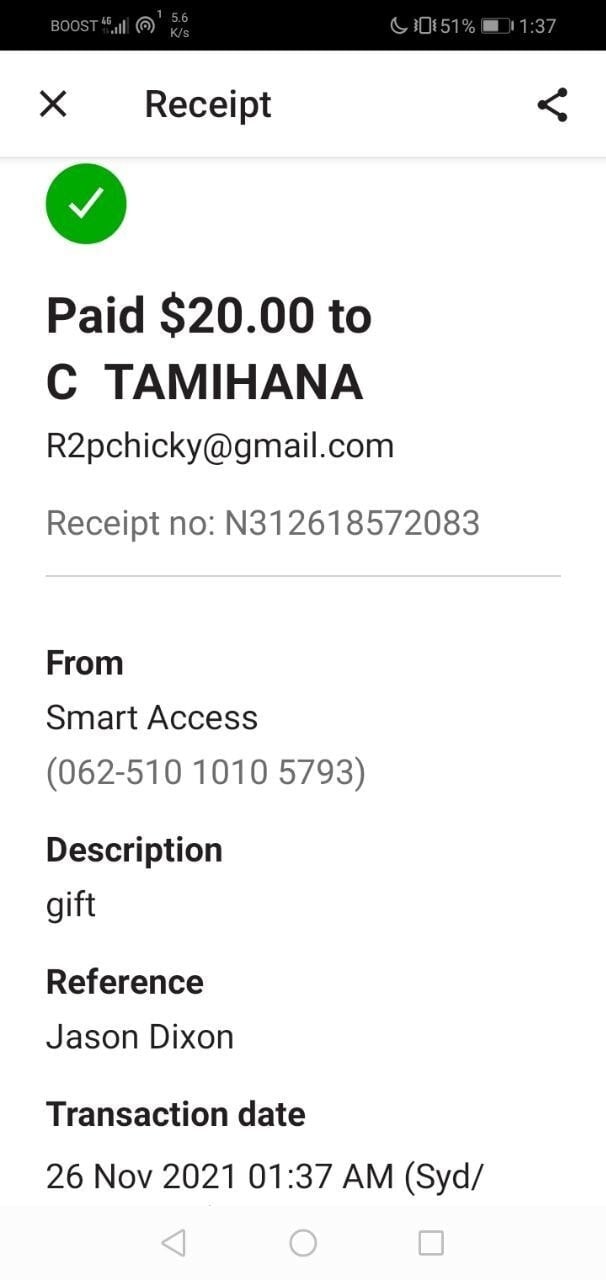 BOOST 4G 1 5.6 K/s 51% 1:37
Receipt
Paid $20.00 to
C TAMIHANA
R2pchicky@gmail.com
Receipt no: N312618572083
From
Smart Access
(062-510 1010 5793)
Description
gift
Reference
Jason Dixon
Transaction date
26 Nov 2021 01:37 AM (Syd/